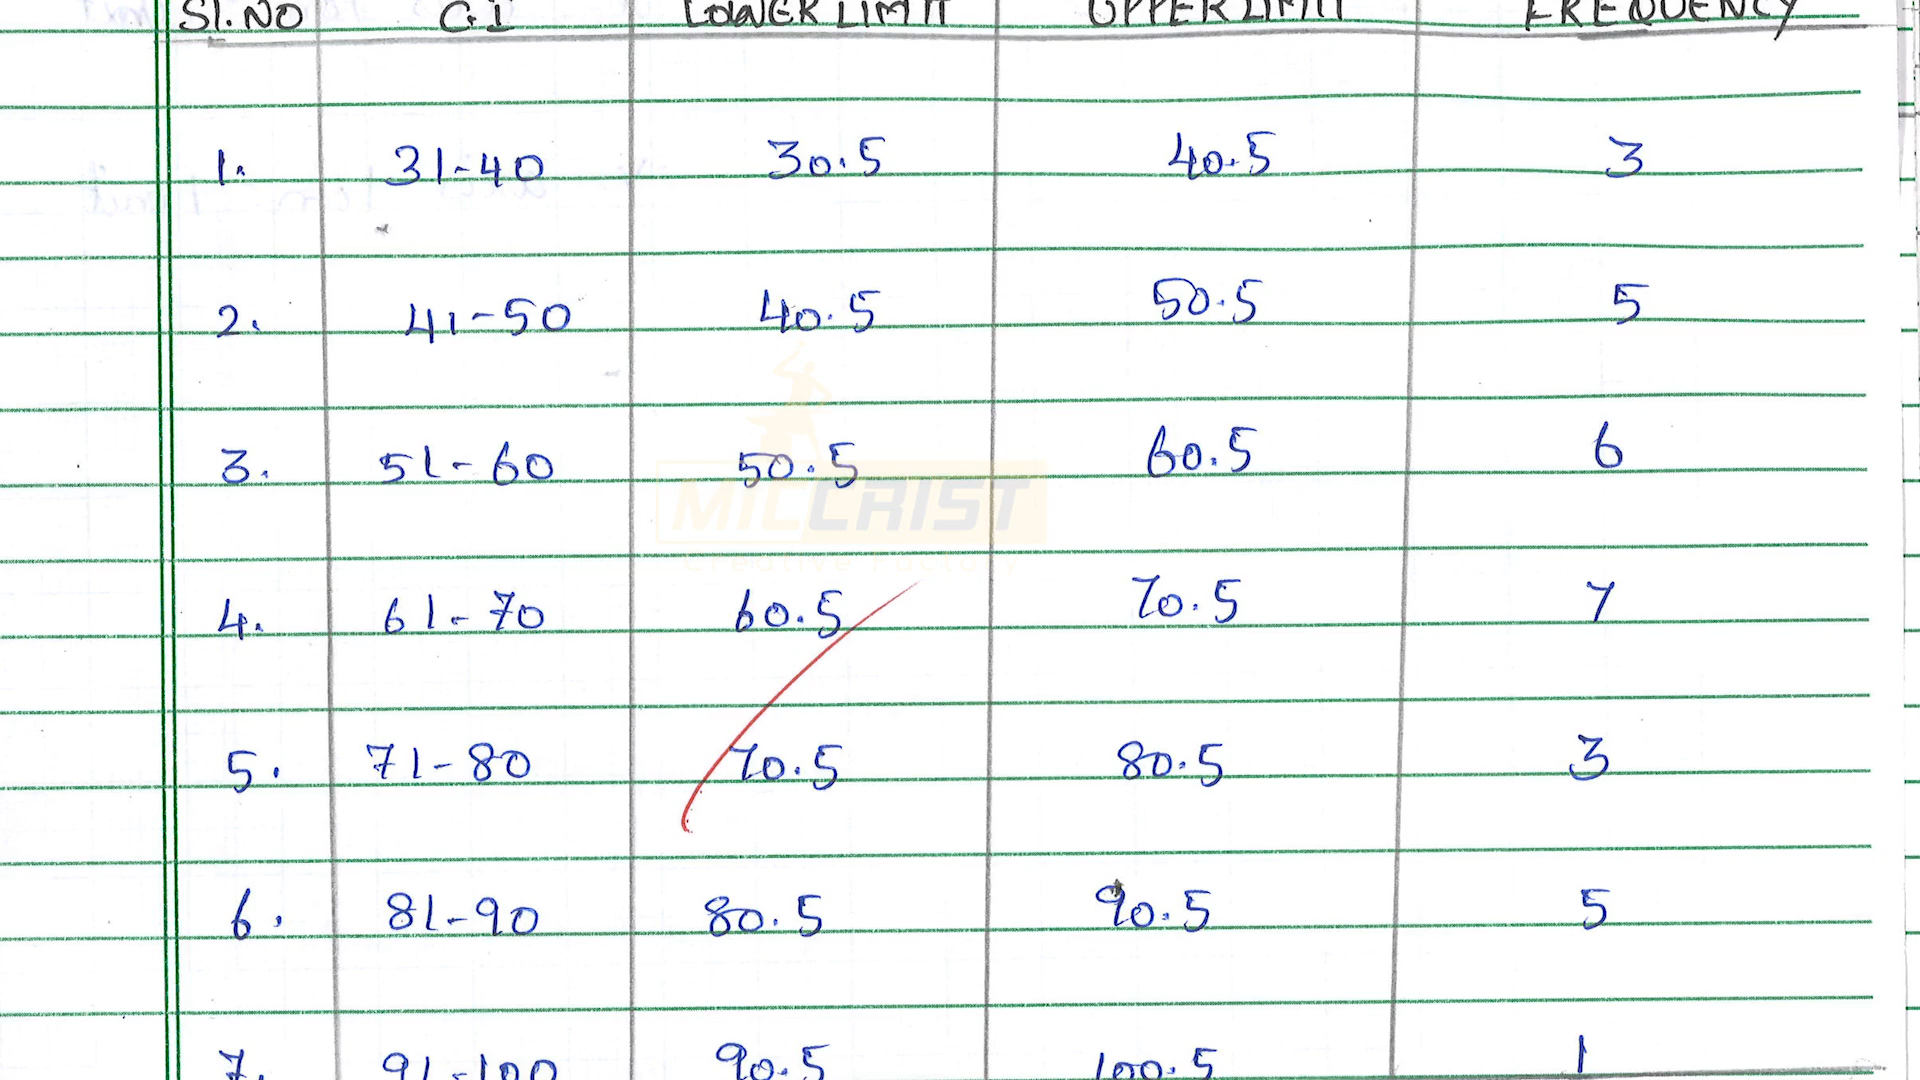 Sl.NO C.I LOWER LIMIT UPPER LIMIT FREQUENCY
1. 31-40 30.5 40.5 3
2. 41-50 40.5 50.5 5
3. 51-60 50.5 60.5 6
MICCRIST
Creative Factory
4. 61-70 60.5 70.5 7
5. 71-80 70.5 80.5 3
6. 81-90 80.5 90.5 5
7. 91-100 90.5 100.5 1